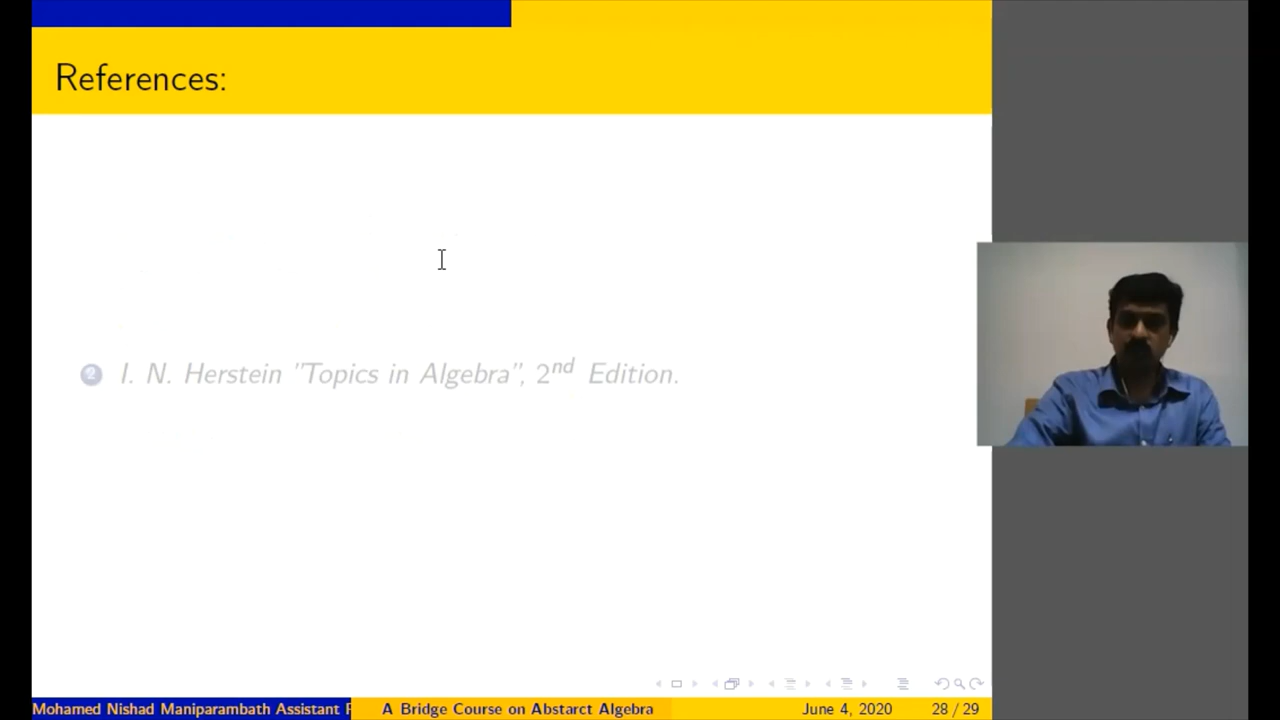 References:
2 I. N. Herstein "Topics in Algebra", 2nd Edition.
Mohamed Nishad Maniparambath Assistant P
A Bridge Course on Abstarct Algebra
June 4, 2020
28 / 29